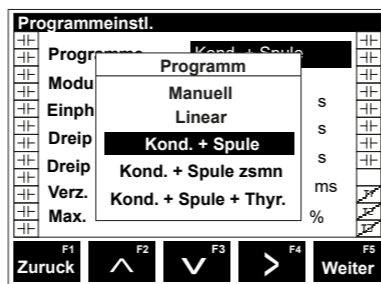 Programmeinstl.
Programme Kond. + Spule
Programm
Modu
Manuell
Einph
s
Linear
Dreip
s
Kond. + Spule
Dreip
s
Kond. + Spule zsmn
Verz.
ms
Kond. + Spule + Thyr.
Max.
%
F1 F2 F3 F4 F5
Zuruck Weiter